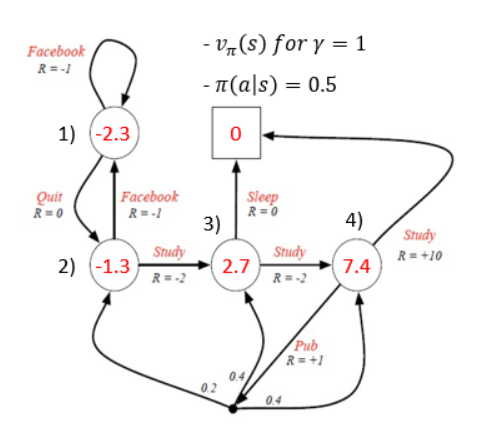 - vπ(s) for γ = 1
- π(a|s) = 0.5
Facebook
R = -1
1)
-2.3
0
Quit
R = 0
Facebook
R = -1
Sleep
R = 0
3)
4)
2)
-1.3
Study
R = -2
2.7
Study
R = -2
7.4
Study
R = +10
Pub
R = +1
0.2
0.4
0.4